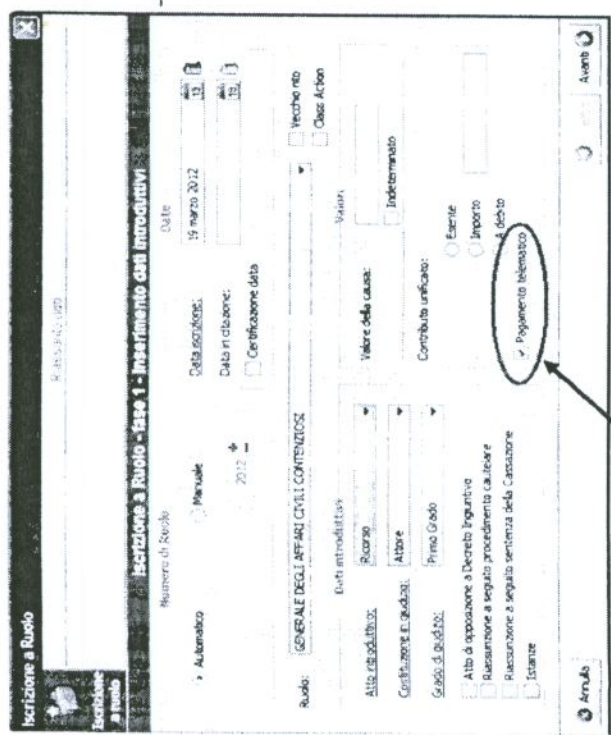 Iscrizione a Ruolo
Iscrizione
a ruolo
Riassuntivo
Iscrizione a Ruolo - fase 1 - Inserimento dati introduttivi
Numero di Ruolo
Automatico
Manuale
2012
Date
Data iscrizione:
19 marzo 2012
Data in citazione:
Certificazione data
Ruolo:
GENERALE DEGLI AFFARI CIVILI CONTENZIOSI
Vecchio rito
Class Action
Dati introduttivi
Atto introduttivo:
Ricorso
Costituzione in giudizio:
Attore
Grado di giudizio:
Primo Grado
Atto di opposizione a Decreto Ingiuntivo
Riassunzione a seguito procedimento cautelare
Riassunzione a seguito sentenza della Cassazione
Istanze
Valori
Valore della causa:
Indeterminato
Contributo unificato:
Esente
Importo
A debito
Pagamento telematico
Annulla
Avanti